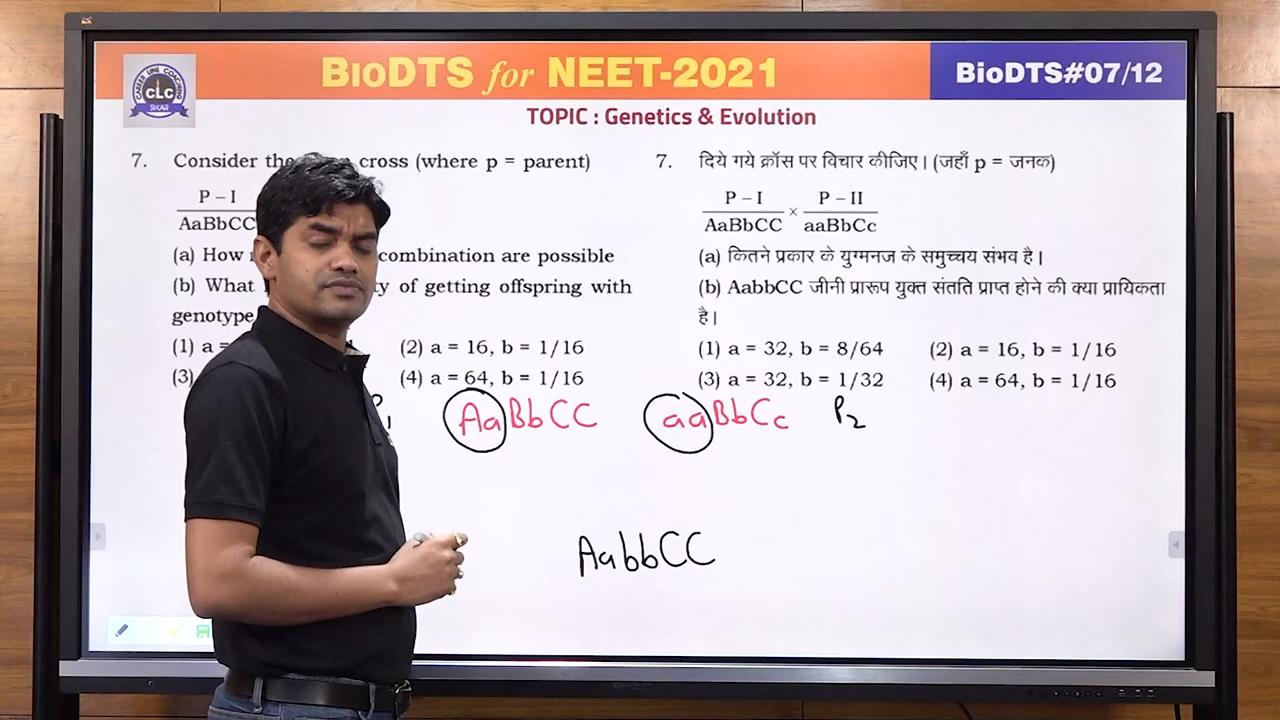 BIODTS for NEET-2021
BioDTS#07/12
CAREER LINE COACHING
CLC
SIKAR
TOPIC : Genetics & Evolution
7. Consider the cross (where p = parent)
P – I
AaBbCC
(a) How combination are possible
(b) What of getting offspring with
genotype
(1) a = (2) a = 16, b = 1/16
(3) (4) a = 64, b = 1/16
7. दिये गये क्रॉस पर विचार कीजिए। (जहाँ p = जनक)
P – I P – II
AaBbCC × aaBbCc
(a) कितने प्रकार के युग्मनज के समुच्चय संभव है।
(b) AabbCC जीनी प्रारूप युक्त संतति प्राप्त होने की क्या प्रायिकता
है।
(1) a = 32, b = 8/64 (2) a = 16, b = 1/16
(3) a = 32, b = 1/32 (4) a = 64, b = 1/16
AaBbCC aaBbCc P2
AabbCC